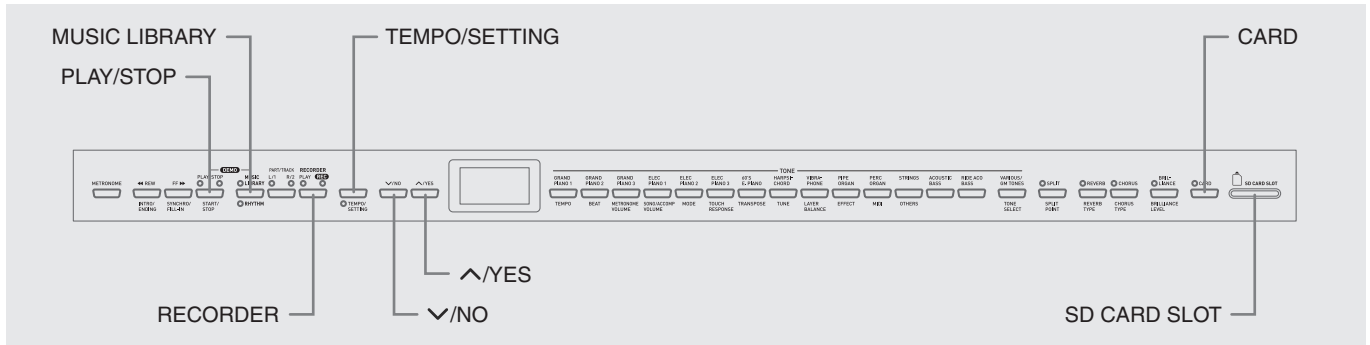 MUSIC LIBRARY
TEMPO/SETTING
CARD
PLAY/STOP
METRONOME
REW
INTRO/
ENDING
FF
SYNCHRO/
FILL-IN
DEMO
PLAY/STOP
START/
STOP
MUSIC
LIBRARY
RHYTHM
PART/TRACK
L/1 R/2
RECORDER
PLAY REC
TEMPO/
SETTING
∨/NO
∧/YES
TONE
GRAND
PIANO 1
TEMPO
GRAND
PIANO 2
BEAT
GRAND
PIANO 3
METRONOME
VOLUME
ELEC
PIANO 1
SONG/ACCOMP
VOLUME
ELEC
PIANO 2
MODE
ELEC
PIANO 3
TOUCH
RESPONSE
60'S
E. PIANO
TRANSPOSE
HARPSI-
CHORD
TUNE
VIBRA-
PHONE
LAYER
BALANCE
PIPE
ORGAN
EFFECT
PERC
ORGAN
MIDI
STRINGS
OTHERS
ACOUSTIC
BASS
RIDE ACO
BASS
VARIOUS/
GM TONES
TONE
SELECT
SPLIT
SPLIT
POINT
REVERB
REVERB
TYPE
CHORUS
CHORUS
TYPE
BRIL-
LIANCE
BRILLIANCE
LEVEL
CARD
SD CARD SLOT
∧/YES
RECORDER
∨/NO
SD CARD SLOT